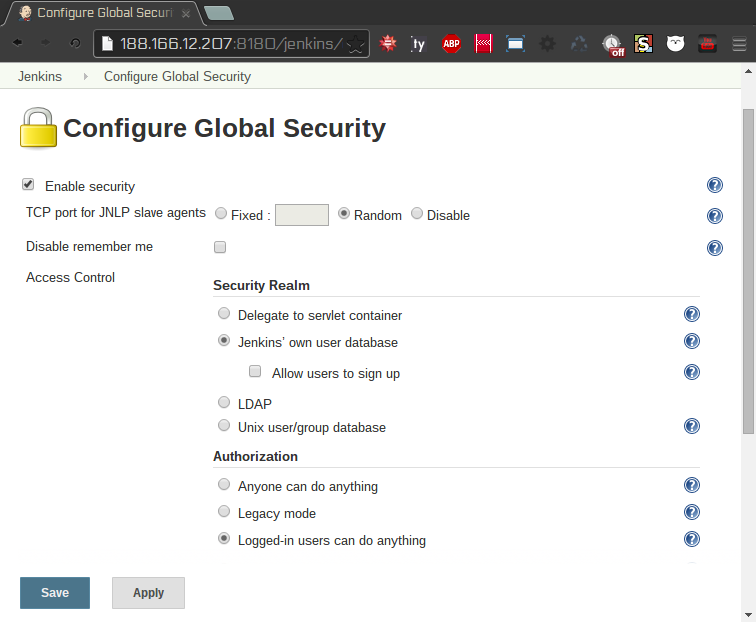 Configure Global Securi
188.166.12.207:8180/jenkins/
ty
ABP
off
S
Jenkins
Configure Global Security
Configure Global Security
Enable security
TCP port for JNLP slave agents
Fixed :
Random
Disable
Disable remember me
Access Control
Security Realm
Delegate to servlet container
Jenkins' own user database
Allow users to sign up
LDAP
Unix user/group database
Authorization
Anyone can do anything
Legacy mode
Logged-in users can do anything
Save
Apply